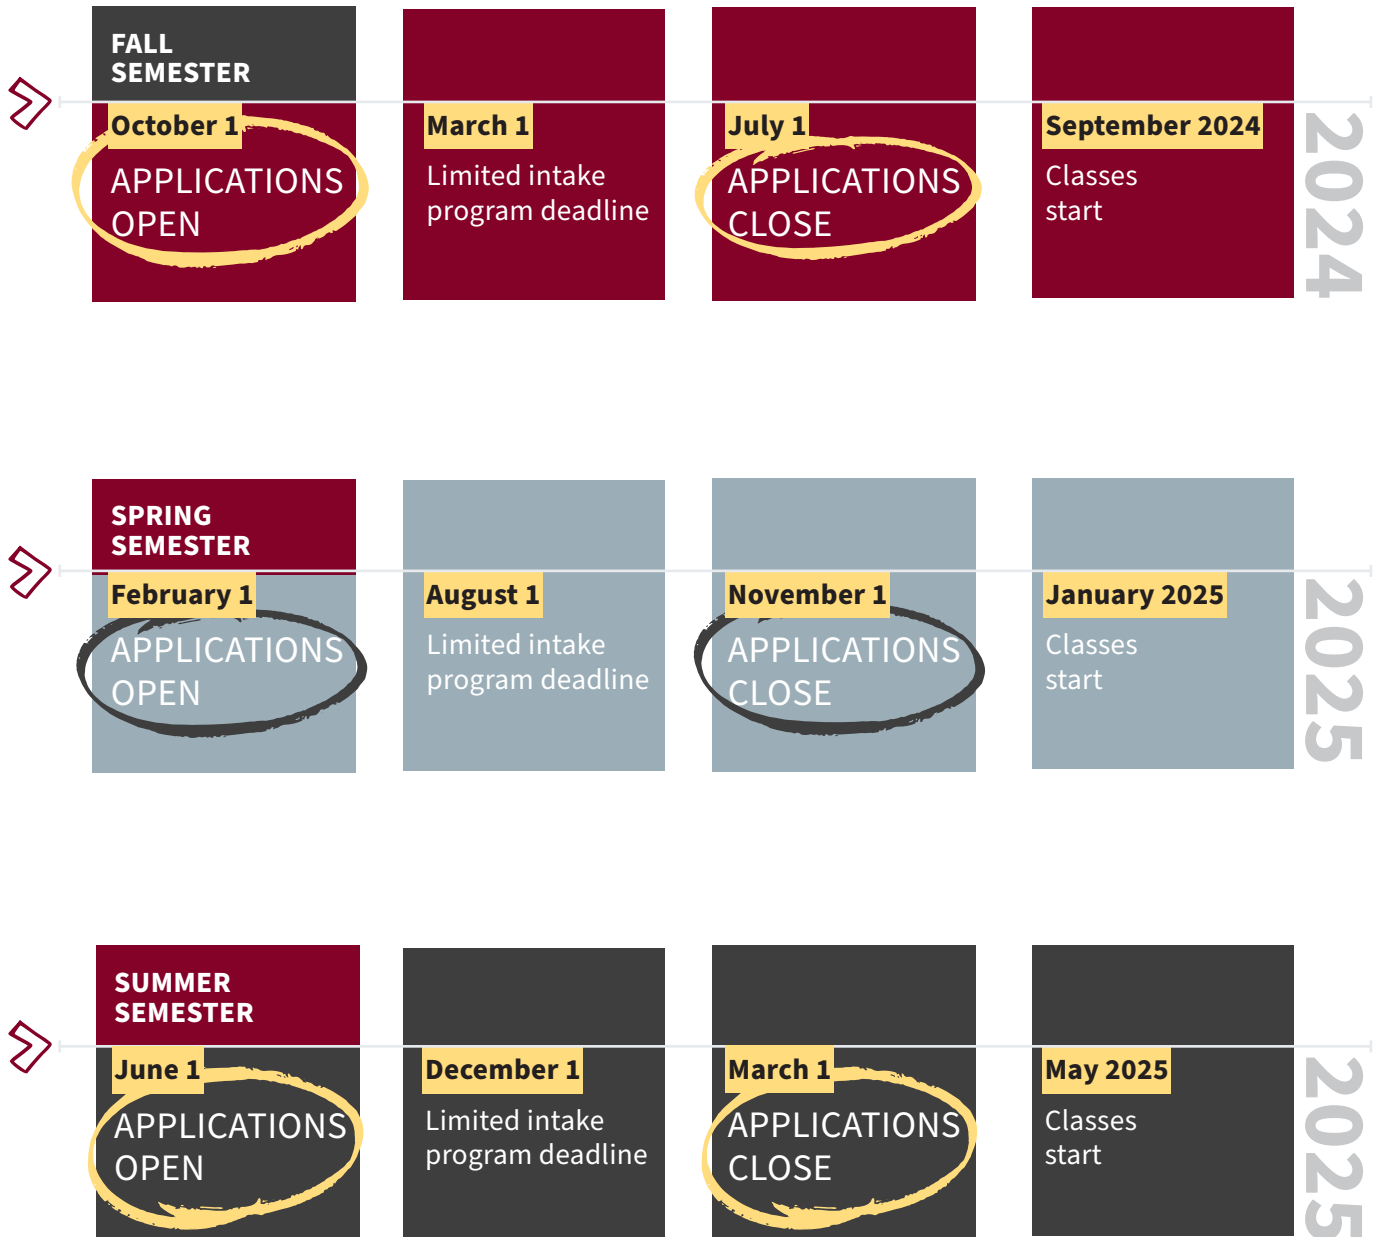 FALL
SEMESTER
October 1
APPLICATIONS
OPEN
March 1
Limited intake
program deadline
July 1
APPLICATIONS
CLOSE
September 2024
Classes
start
2024
SPRING
SEMESTER
February 1
APPLICATIONS
OPEN
August 1
Limited intake
program deadline
November 1
APPLICATIONS
CLOSE
January 2025
Classes
start
2025
SUMMER
SEMESTER
June 1
APPLICATIONS
OPEN
December 1
Limited intake
program deadline
March 1
APPLICATIONS
CLOSE
May 2025
Classes
start
2025